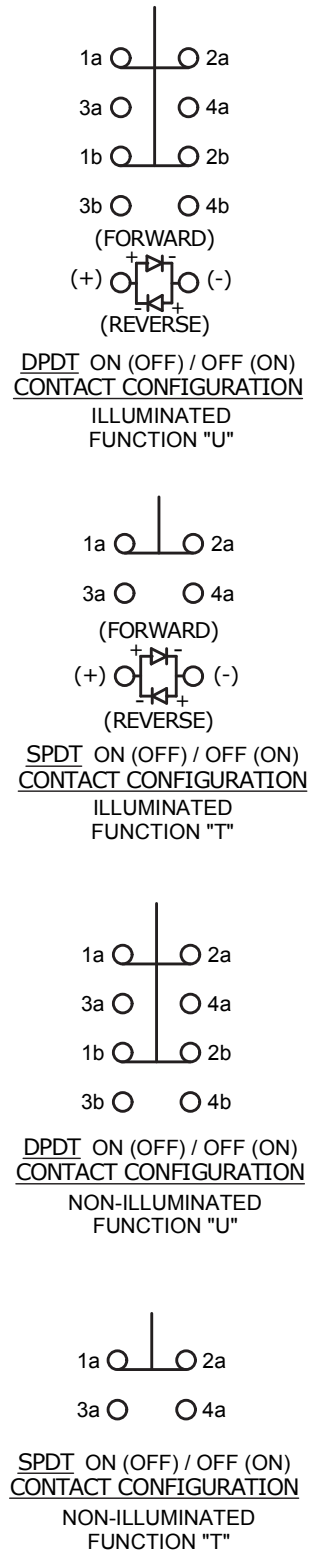 1a 2a
3a 4a
1b 2b
3b 4b
(FORWARD)
+ -
(+) (-)
- +
(REVERSE)
DPDT ON (OFF) / OFF (ON)
CONTACT CONFIGURATION
ILLUMINATED
FUNCTION "U"
1a 2a
3a 4a
(FORWARD)
+ -
(+) (-)
- +
(REVERSE)
SPDT ON (OFF) / OFF (ON)
CONTACT CONFIGURATION
ILLUMINATED
FUNCTION "T"
1a 2a
3a 4a
1b 2b
3b 4b
DPDT ON (OFF) / OFF (ON)
CONTACT CONFIGURATION
NON-ILLUMINATED
FUNCTION "U"
1a 2a
3a 4a
SPDT ON (OFF) / OFF (ON)
CONTACT CONFIGURATION
NON-ILLUMINATED
FUNCTION "T"